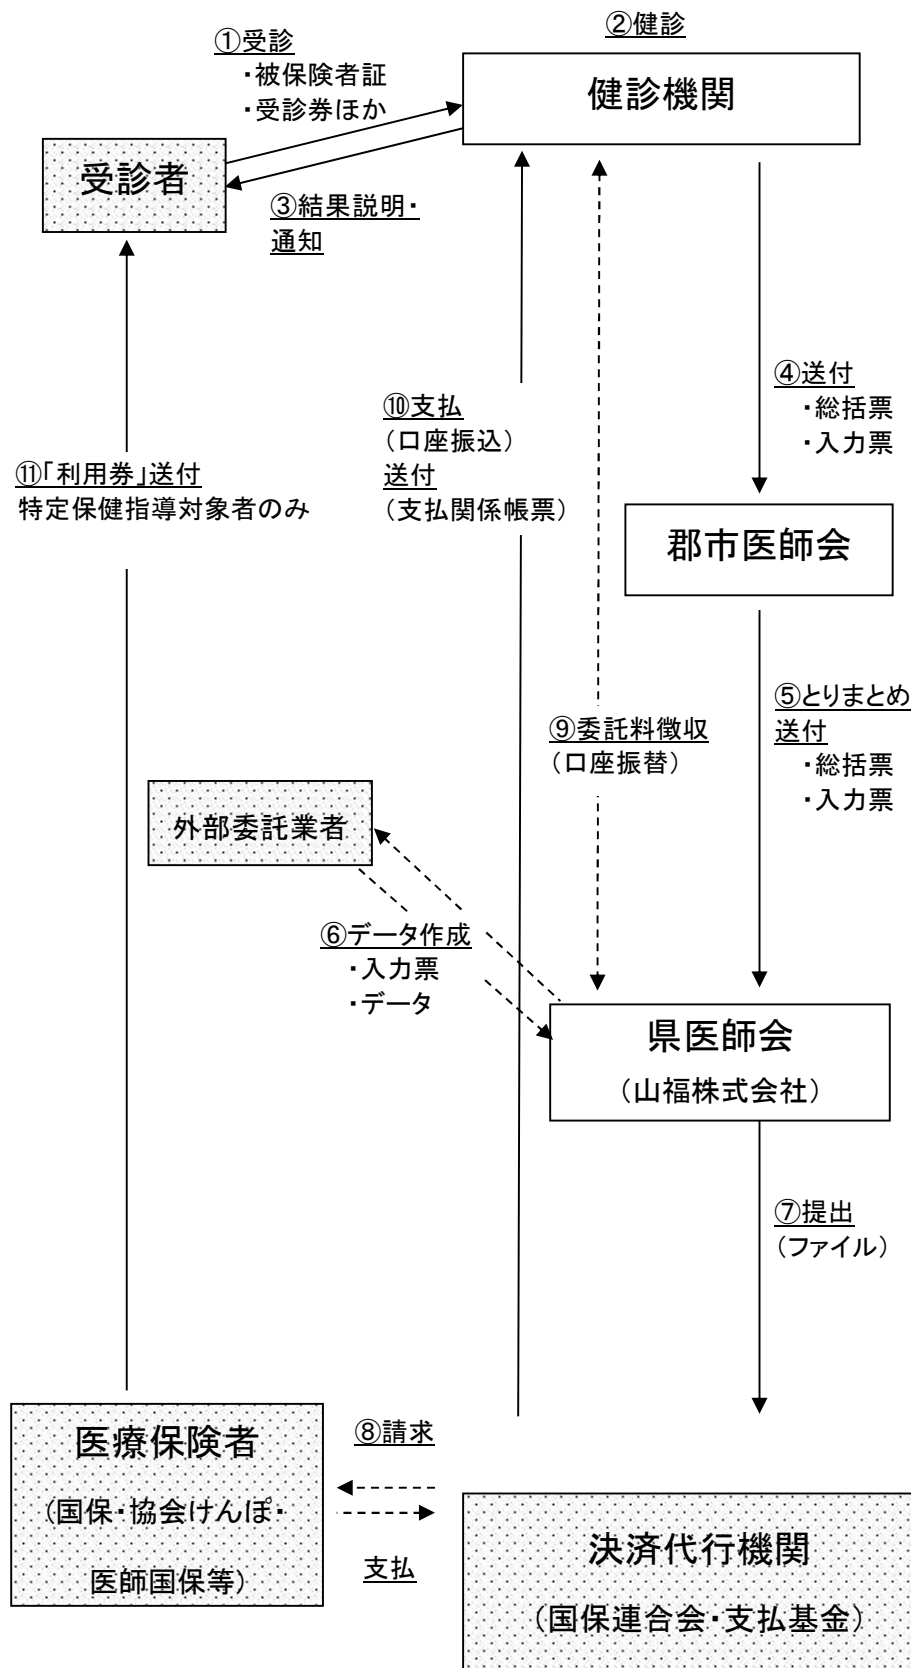 ②健診
①受診
・被保険者証
・受診券ほか
健診機関
受診者
③結果説明・
通知
④送付
・総括票
・入力票
⑩支払
（口座振込）
送付
（支払関係帳票）
⑪「利用券」送付
特定保健指導対象者のみ
郡市医師会
⑤とりまとめ
送付
・総括票
・入力票
⑨委託料徴収
（口座振替）
外部委託業者
⑥データ作成
・入力票
・データ
県医師会
（山福株式会社）
⑦提出
（ファイル）
医療保険者
（国保・協会けんぽ・
医師国保等）
⑧請求
支払
決済代行機関
（国保連合会・支払基金）